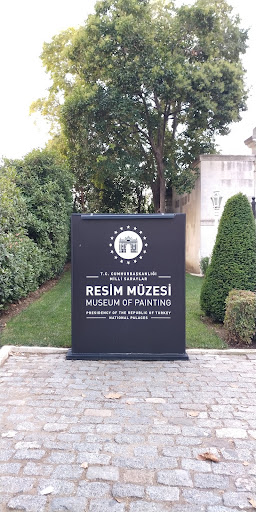 T.C. CUMHURBAŞKANLIĞI
MİLLİ SARAYLAR
RESİM MÜZESİ
MUSEUM OF PAINTING
PRESIDENCY OF THE REPUBLIC OF TURKEY
NATIONAL PALACES